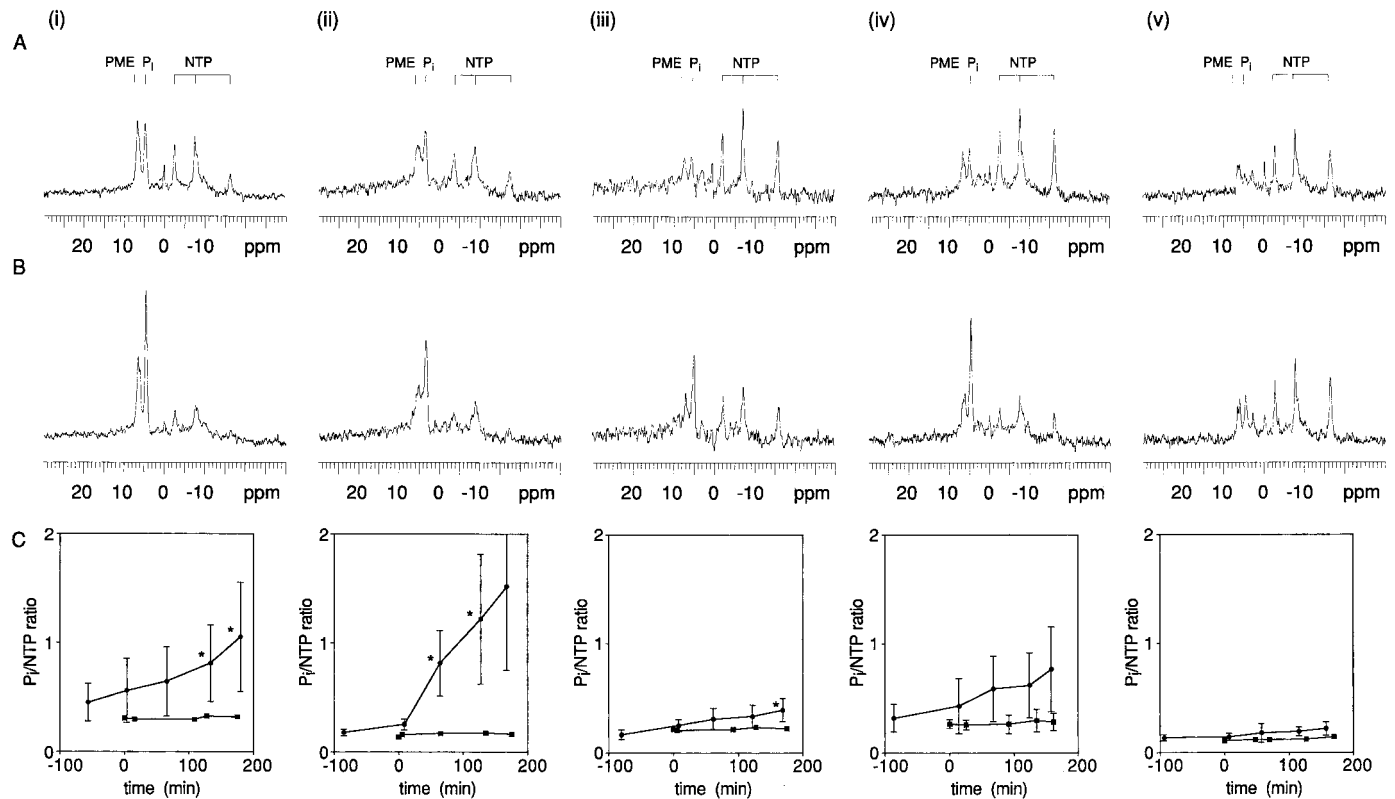 (i) (ii) (iii) (iv) (v)
A
PME Pi NTP PME Pi NTP PME Pi NTP PME Pi NTP PME Pi NTP
20 10 0 -10 ppm 20 10 0 -10 ppm 20 10 0 -10 ppm 20 10 0 -10 ppm 20 10 0 -10 ppm
B
20 10 0 -10 ppm 20 10 0 -10 ppm 20 10 0 -10 ppm 20 10 0 -10 ppm 20 10 0 -10 ppm
C
2 2 2 2 2
Pi/NTP ratio Pi/NTP ratio Pi/NTP ratio Pi/NTP ratio Pi/NTP ratio
1 1 1 1 1
* * * * *
0 0 0 0 0
-100 0 100 200 -100 0 100 200 -100 0 100 200 -100 0 100 200 -100 0 100 200
time (min) time (min) time (min) time (min) time (min)